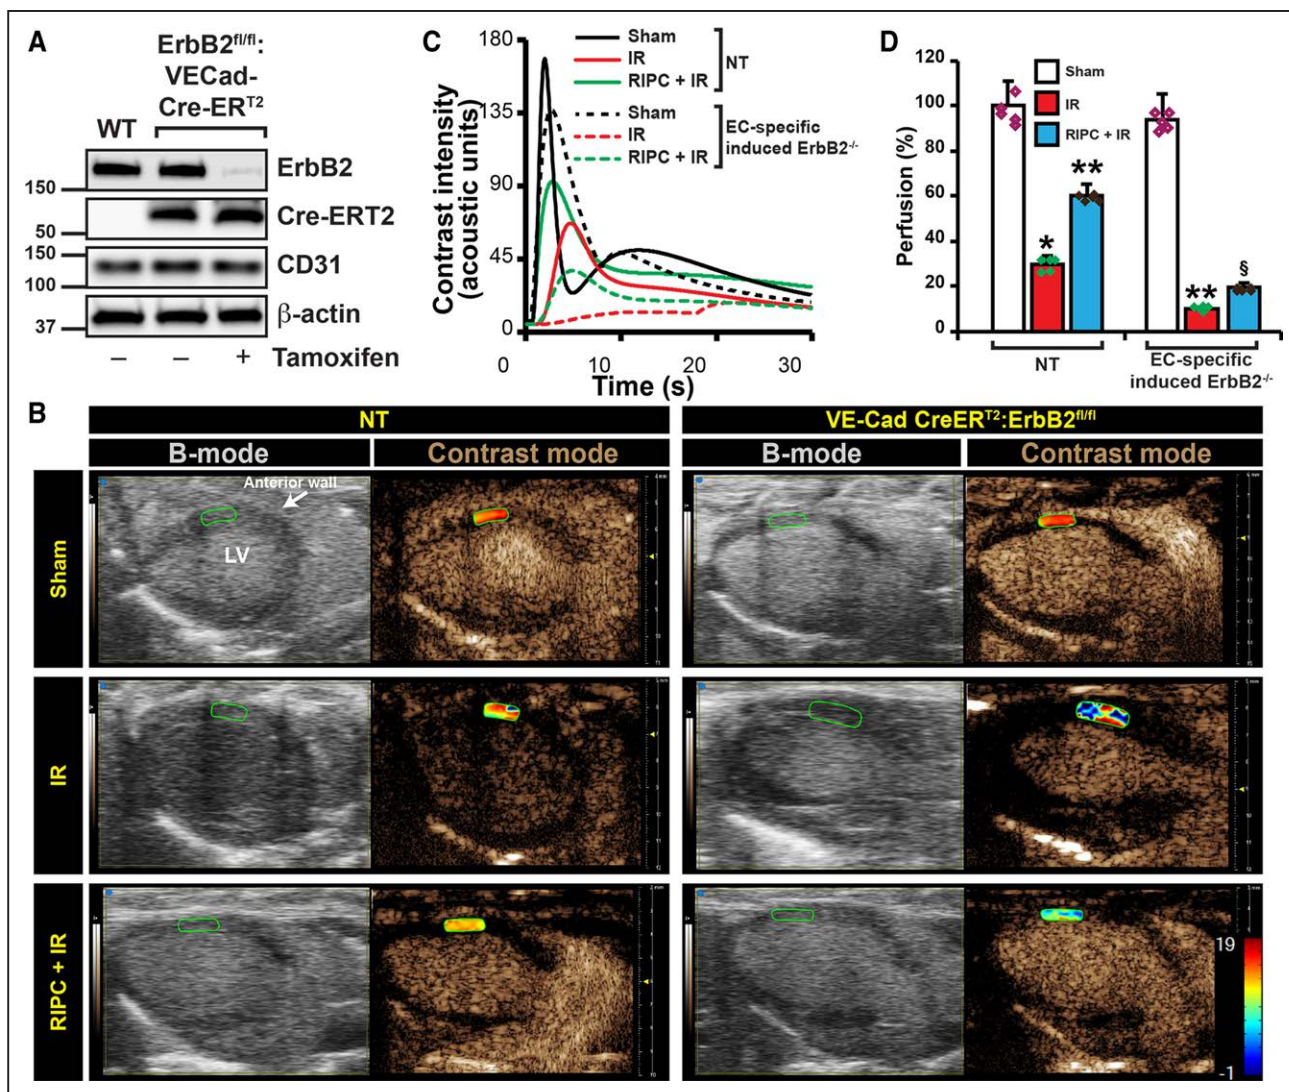 A
ErbB2fl/fl:
VECad-
Cre-ERT2
WT
ErbB2
150
Cre-ERT2
50
150
CD31
100
β-actin
37
– – + Tamoxifen
C
180
135
90
45
0
Contrast intensity
(acoustic units)
Sham
IR
RIPC + IR
NT
Sham
IR
RIPC + IR
EC-specific
induced ErbB2-/-
0 10 20 30
Time (s)
D
120
100
80
60
40
20
0
Perfusion (%)
Sham
IR
RIPC + IR
*
**
**
§
NT
EC-specific
induced ErbB2-/-
B
NT
VE-Cad CreERT2:ErbB2fl/fl
B-mode
Contrast mode
B-mode
Contrast mode
Sham
Anterior wall
LV
IR
RIPC + IR
19
-1